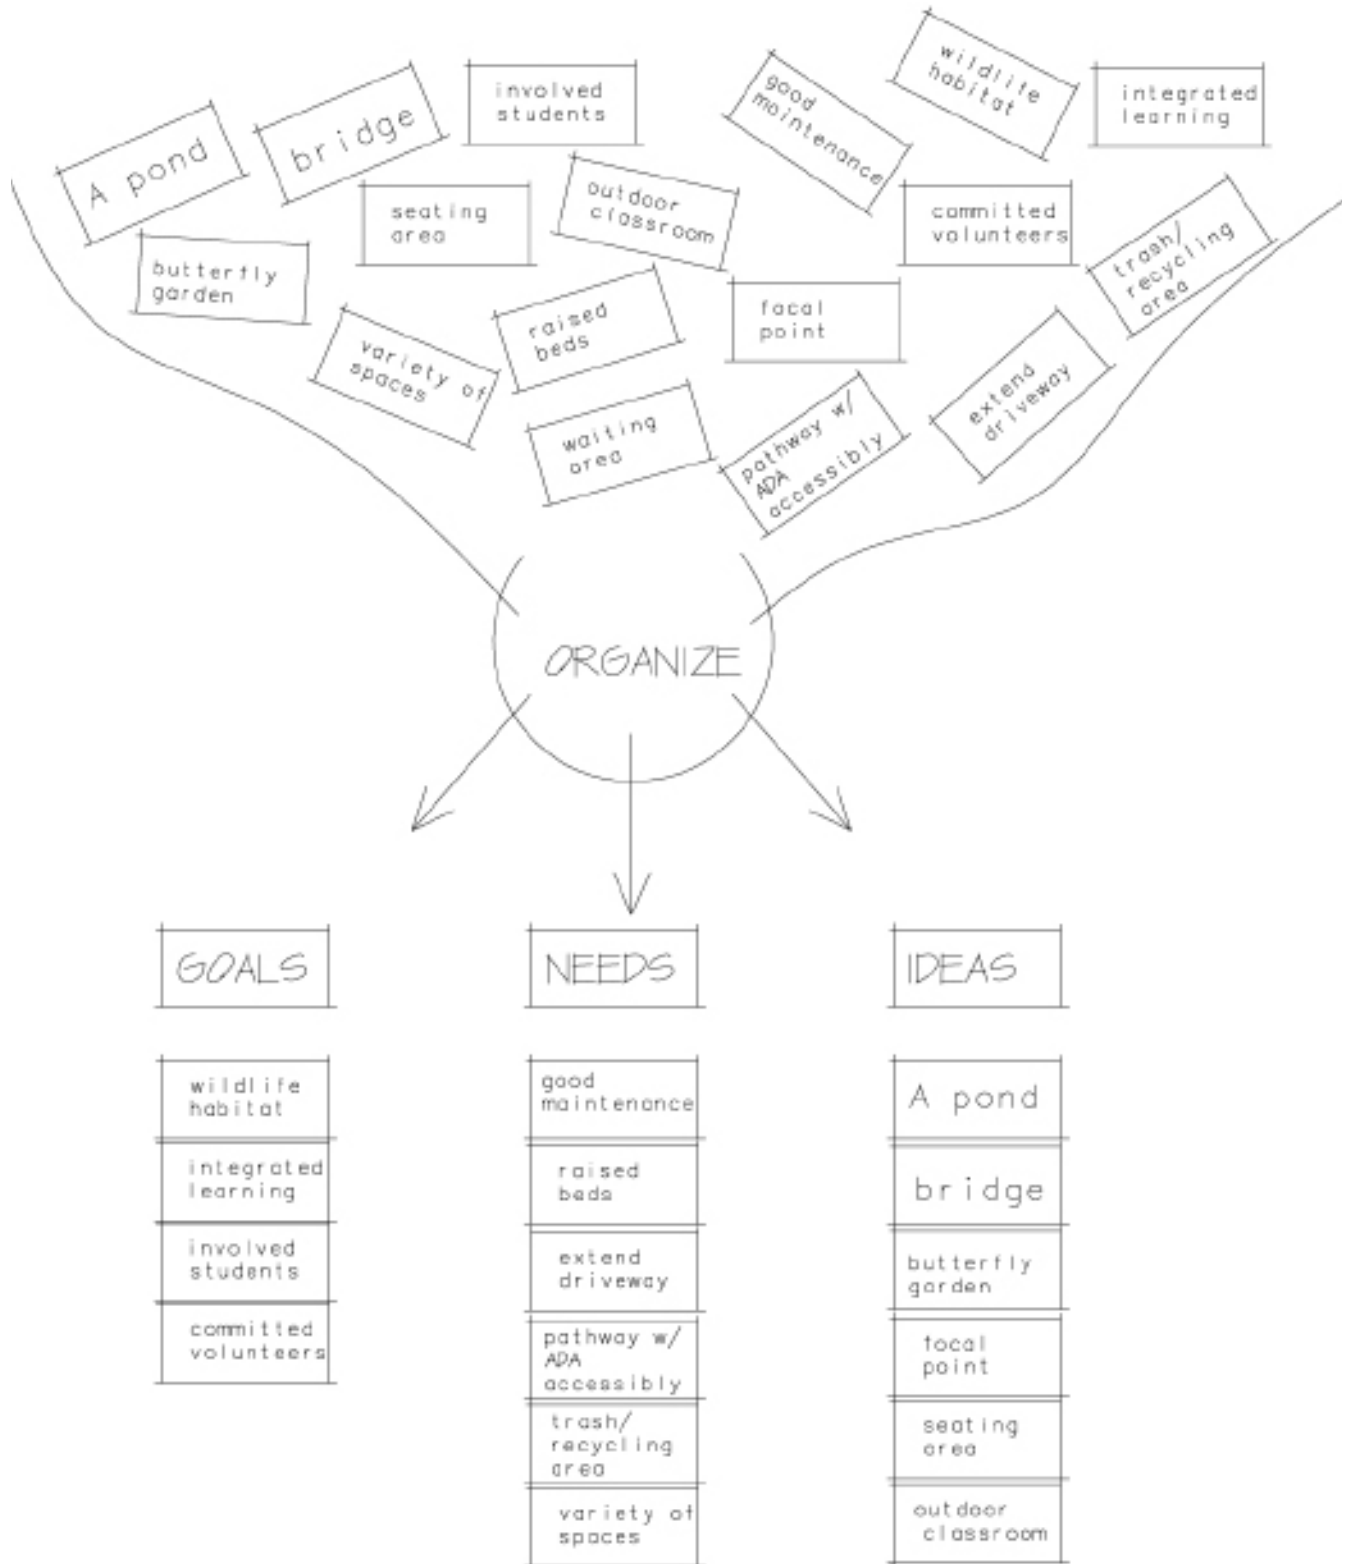 A pond
bridge
involved
students
good
maintenance
wildlife
habitat
integrated
learning
butterfly
garden
seating
area
outdoor
classroom
committed
volunteers
trash/
recycling
area
variety of
spaces
raised
beds
focal
point
extend
driveway
waiting
area
pathway w/
ADA
accessibly
ORGANIZE
GOALS
wildlife
habitat
integrated
learning
involved
students
committed
volunteers
NEEDS
good
maintenance
raised
beds
extend
driveway
pathway w/
ADA
accessibly
trash/
recycling
area
variety of
spaces
IDEAS
A pond
bridge
butterfly
garden
focal
point
seating
area
outdoor
classroom